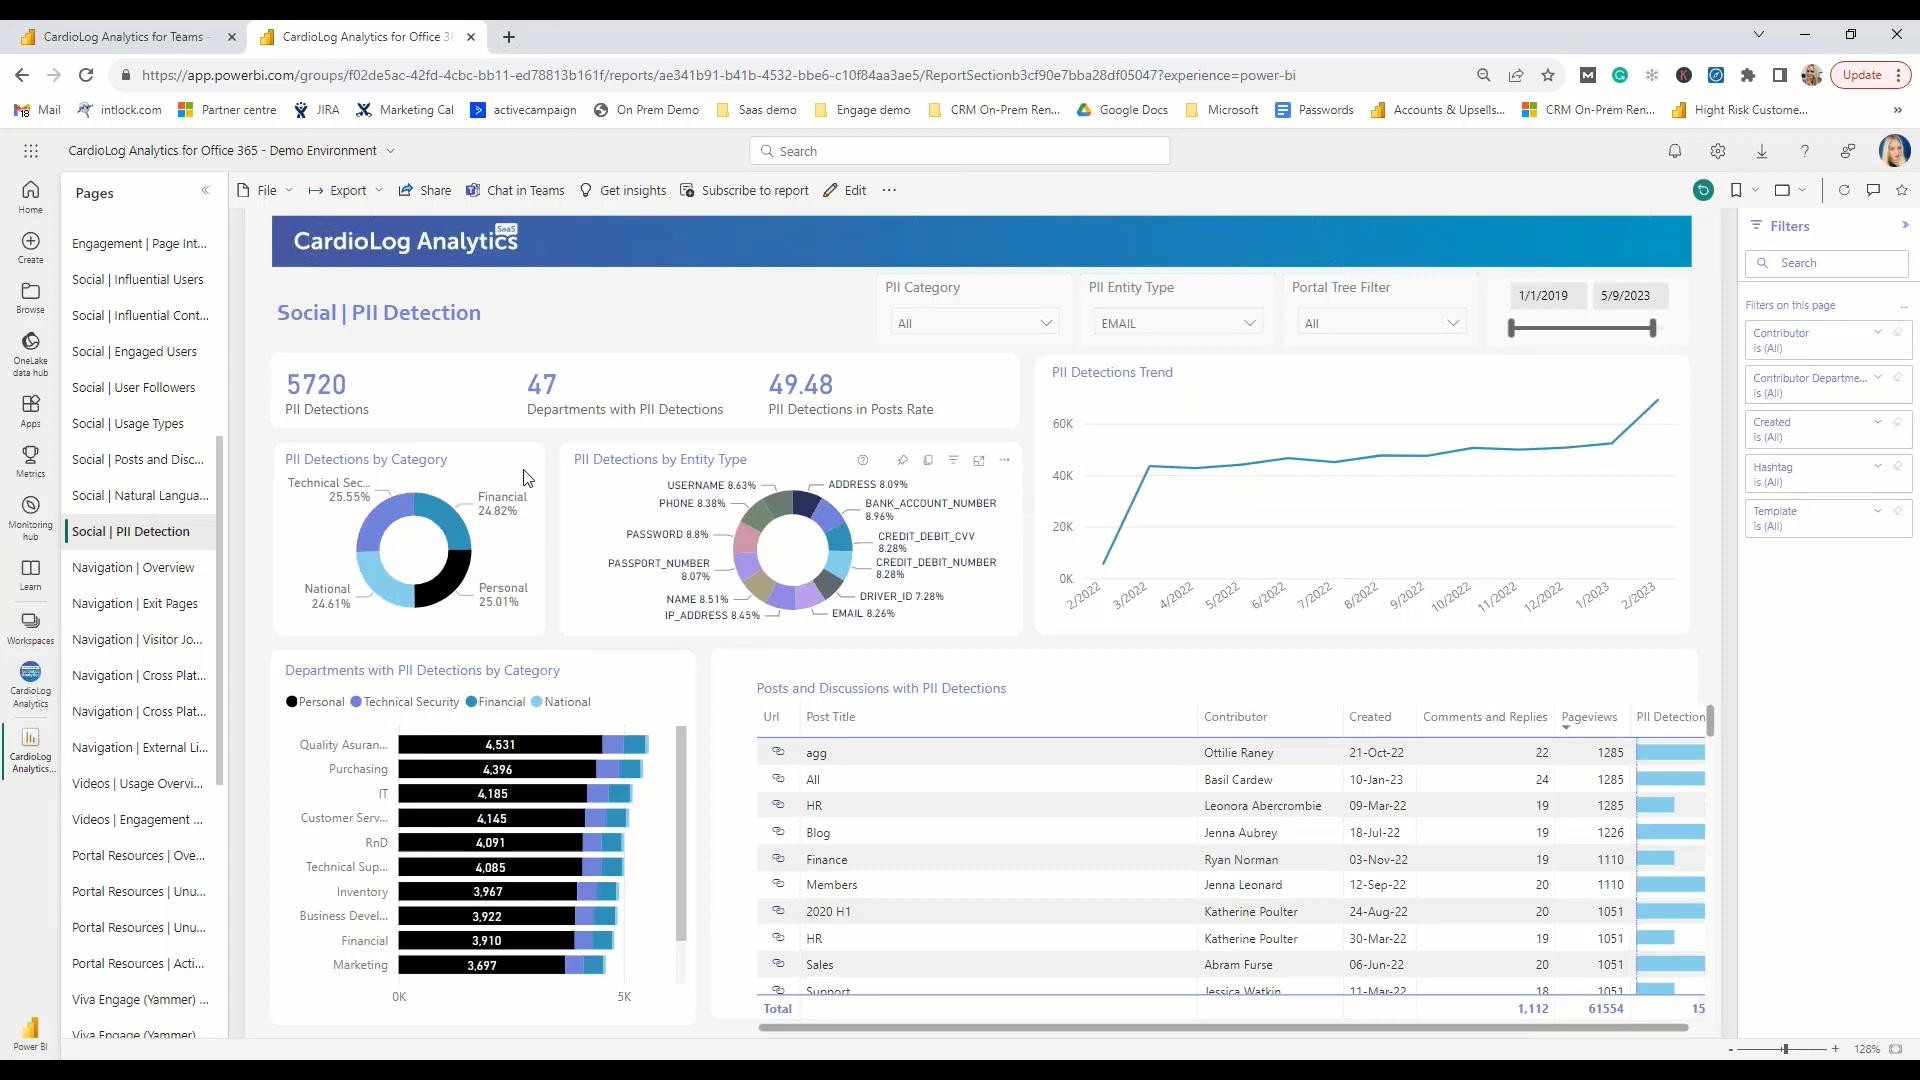 CardioLog Analytics for Teams -
CardioLog Analytics for Office 36
https://app.powerbi.com/groups/f02de5ac-42fd-4cbc-bb11-ed78813b161f/reports/ae341b91-b41b-4532-bbe6-c10f84aa3ae5/ReportSectionb3cf90e7bba28df05047?experience=power-bi
Update
Mail intlock.com Partner centre JIRA Marketing Cal activecampaign On Prem Demo Saas demo Engage demo CRM On-Prem Ren... Google Docs Microsoft Passwords Accounts & Upsells... CRM On-Prem Ren... Hight Risk Custome... »
CardioLog Analytics for Office 365 - Demo Environment
Search
Home
Create
Browse
OneLake
data hub
Apps
Metrics
Monitoring
hub
Learn
Workspaces
CardioLog
Analytics
CardioLog
Analytics...
Power BI
Pages
Engagement | Page Int...
Social | Influential Users
Social | Influential Cont...
Social | Engaged Users
Social | User Followers
Social | Usage Types
Social | Posts and Disc...
Social | Natural Langua...
Social | PII Detection
Navigation | Overview
Navigation | Exit Pages
Navigation | Visitor Jo...
Navigation | Cross Plat...
Navigation | Cross Plat...
Navigation | External Li...
Videos | Usage Overvi...
Videos | Engagement ...
Portal Resources | Ove...
Portal Resources | Unu...
Portal Resources | Unu...
Portal Resources | Acti...
Viva Engage (Yammer) ...
Viva Engage (Yammer)
File Export Share Chat in Teams Get insights Subscribe to report Edit ...
CardioLog Analytics SaaS
Social | PII Detection
PII Category
All
PII Entity Type
EMAIL
Portal Tree Filter
All
1/1/2019 5/9/2023
5720
PII Detections
47
Departments with PII Detections
49.48
PII Detections in Posts Rate
PII Detections by Category
Technical Sec...
25.55%
Financial
24.82%
National
24.61%
Personal
25.01%
PII Detections by Entity Type
USERNAME 8.63%
ADDRESS 8.09%
PHONE 8.38%
BANK_ACCOUNT_NUMBER
8.96%
PASSWORD 8.8%
CREDIT_DEBIT_CVV
8.28%
PASSPORT_NUMBER
8.07%
CREDIT_DEBIT_NUMBER
8.28%
NAME 8.51%
DRIVER_ID 7.28%
IP_ADDRESS 8.45%
EMAIL 8.26%
PII Detections Trend
60K
40K
20K
0K
2/2022 3/2022 4/2022 5/2022 6/2022 7/2022 8/2022 9/2022 10/2022 11/2022 12/2022 1/2023 2/2023
Departments with PII Detections by Category
Personal Technical Security Financial National
Quality Asuran... 4,531
Purchasing 4,396
IT 4,185
Customer Serv... 4,145
RnD 4,091
Technical Sup... 4,085
Inventory 3,967
Business Devel... 3,922
Financial 3,910
Marketing 3,697
0K 5K
Posts and Discussions with PII Detections
Url Post Title Contributor Created Comments and Replies Pageviews PII Detection
agg Ottilie Raney 21-Oct-22 22 1285
All Basil Cardew 10-Jan-23 24 1285
HR Leonora Abercrombie 09-Mar-22 19 1285
Blog Jenna Aubrey 18-Jul-22 19 1226
Finance Ryan Norman 03-Nov-22 19 1110
Members Jenna Leonard 12-Sep-22 20 1110
2020 H1 Katherine Poulter 24-Aug-22 20 1051
HR Katherine Poulter 30-Mar-22 19 1051
Sales Abram Furse 06-Jun-22 20 1051
Support Jessica Watkin 11-Mar-22 18 1051
Total 1,112 61554 15
Filters
Search
Filters on this page ...
Contributor
is (All)
Contributor Departme...
is (All)
Created
is (All)
Hashtag
is (All)
Template
is (All)
- + 128%